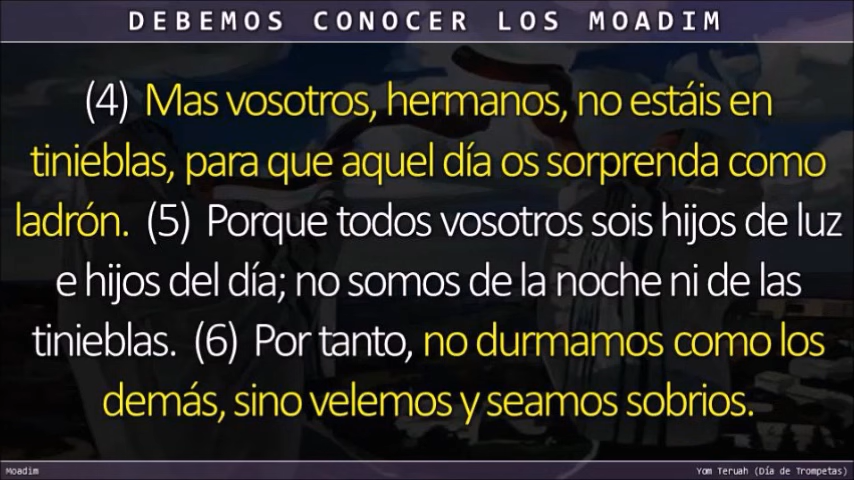 DEBEMOS CONOCER LOS MOADIM
(4) Mas vosotros, hermanos, no estáis en
tinieblas, para que aquel día os sorprenda como
ladrón. (5) Porque todos vosotros sois hijos de luz
e hijos del día; no somos de la noche ni de las
tinieblas. (6) Por tanto, no durmamos como los
demás, sino velemos y seamos sobrios.
Moadim
Yom Teruah (Día de Trompetas)